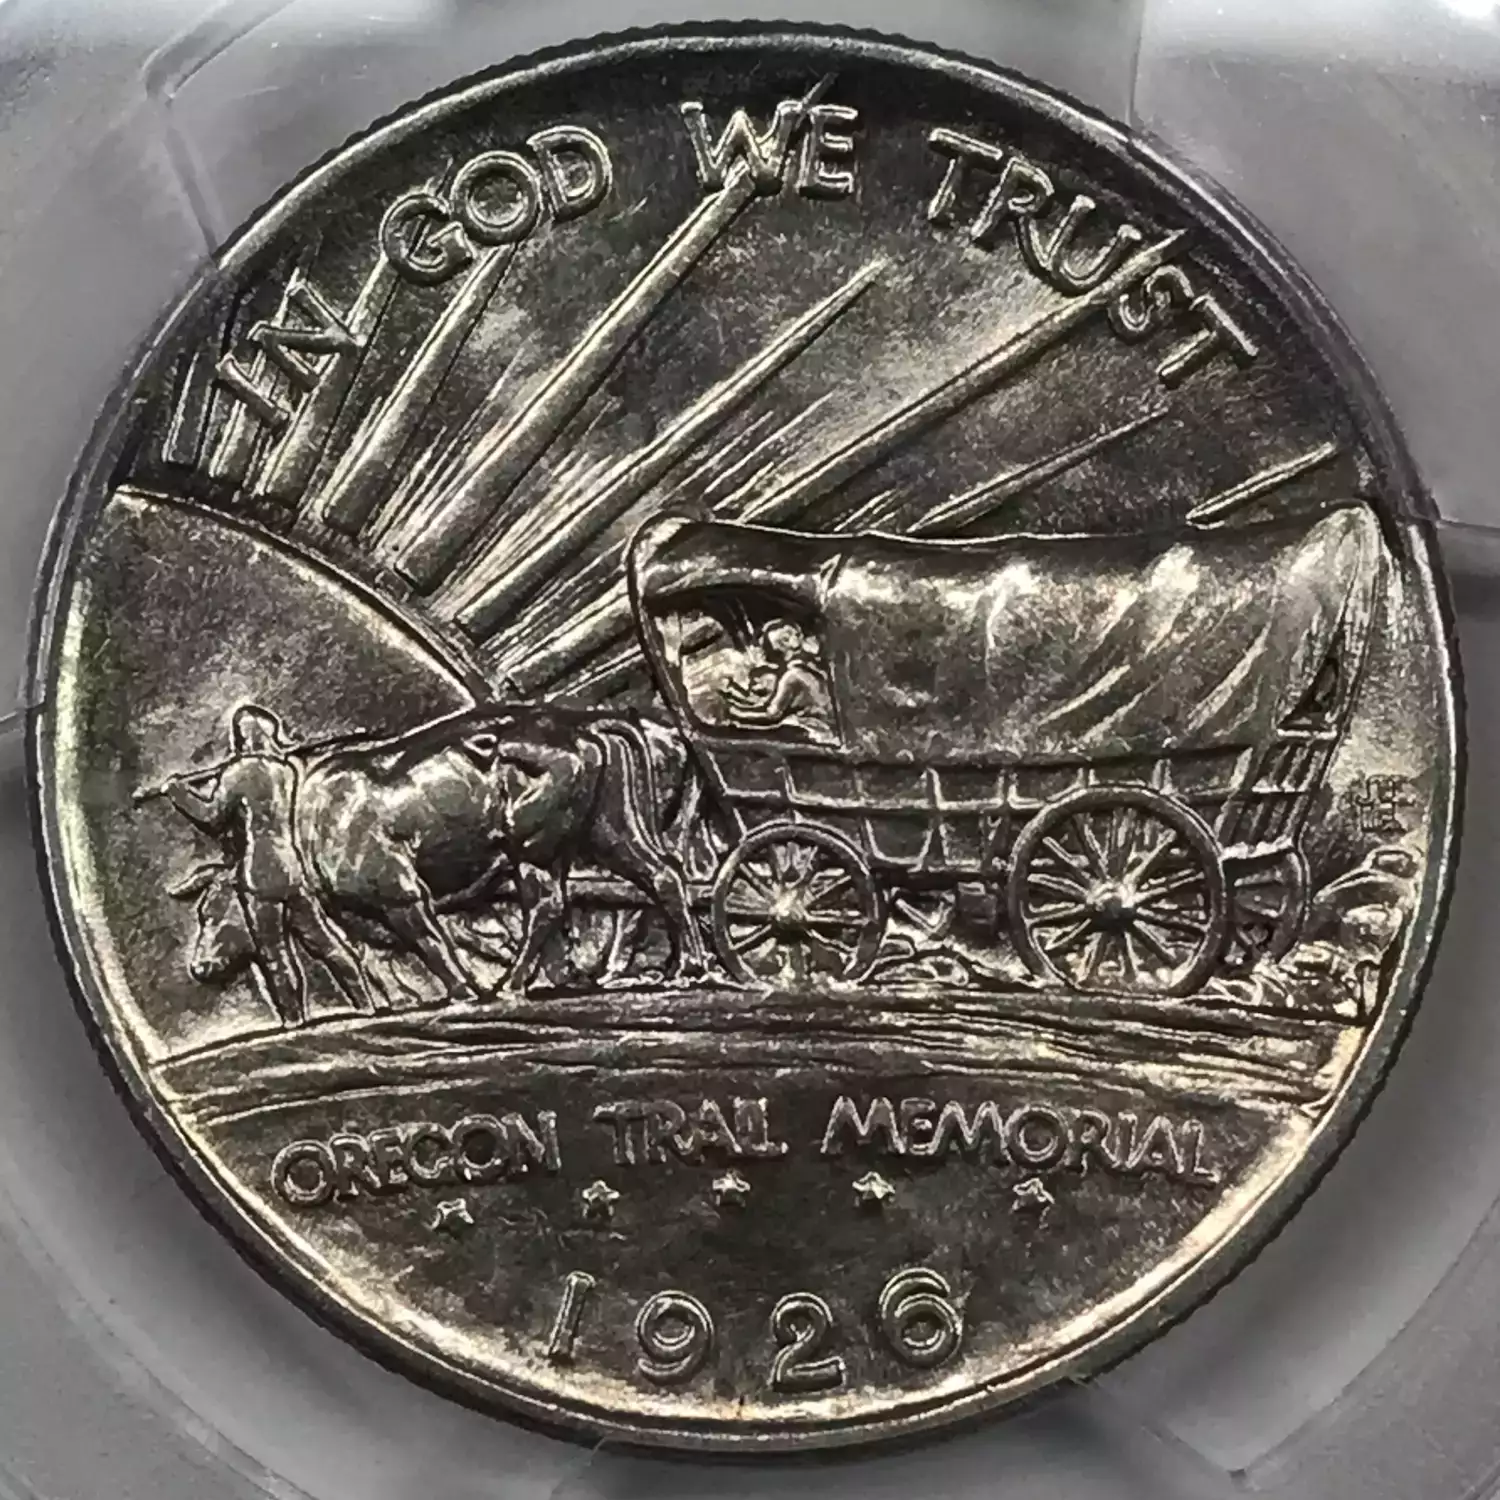 IN GOD WE TRUST
OREGON TRAIL MEMORIAL
1926